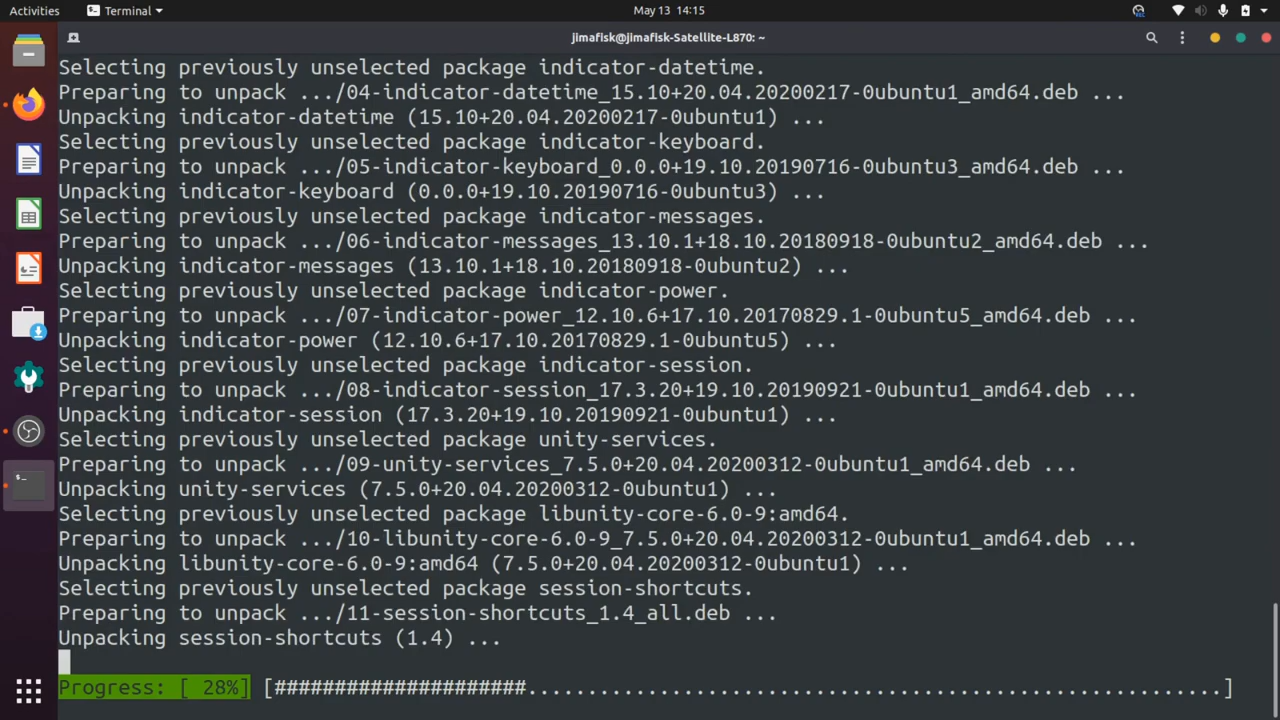 Activities
Terminal
May 13 14:15
REC
jimafisk@jimafisk-Satellite-L870: ~
Selecting previously unselected package indicator-datetime.
Preparing to unpack .../04-indicator-datetime_15.10+20.04.20200217-0ubuntu1_amd64.deb ...
Unpacking indicator-datetime (15.10+20.04.20200217-0ubuntu1) ...
Selecting previously unselected package indicator-keyboard.
Preparing to unpack .../05-indicator-keyboard_0.0.0+19.10.20190716-0ubuntu3_amd64.deb ...
Unpacking indicator-keyboard (0.0.0+19.10.20190716-0ubuntu3) ...
Selecting previously unselected package indicator-messages.
Preparing to unpack .../06-indicator-messages_13.10.1+18.10.20180918-0ubuntu2_amd64.deb ...
Unpacking indicator-messages (13.10.1+18.10.20180918-0ubuntu2) ...
Selecting previously unselected package indicator-power.
Preparing to unpack .../07-indicator-power_12.10.6+17.10.20170829.1-0ubuntu5_amd64.deb ...
Unpacking indicator-power (12.10.6+17.10.20170829.1-0ubuntu5) ...
Selecting previously unselected package indicator-session.
Preparing to unpack .../08-indicator-session_17.3.20+19.10.20190921-0ubuntu1_amd64.deb ...
Unpacking indicator-session (17.3.20+19.10.20190921-0ubuntu1) ...
Selecting previously unselected package unity-services.
Preparing to unpack .../09-unity-services_7.5.0+20.04.20200312-0ubuntu1_amd64.deb ...
Unpacking unity-services (7.5.0+20.04.20200312-0ubuntu1) ...
Selecting previously unselected package libunity-core-6.0-9:amd64.
Preparing to unpack .../10-libunity-core-6.0-9_7.5.0+20.04.20200312-0ubuntu1_amd64.deb ...
Unpacking libunity-core-6.0-9:amd64 (7.5.0+20.04.20200312-0ubuntu1) ...
Selecting previously unselected package session-shortcuts.
Preparing to unpack .../11-session-shortcuts_1.4_all.deb ...
Unpacking session-shortcuts (1.4) ...
Progress: [ 28%] [#####################..........................................................]